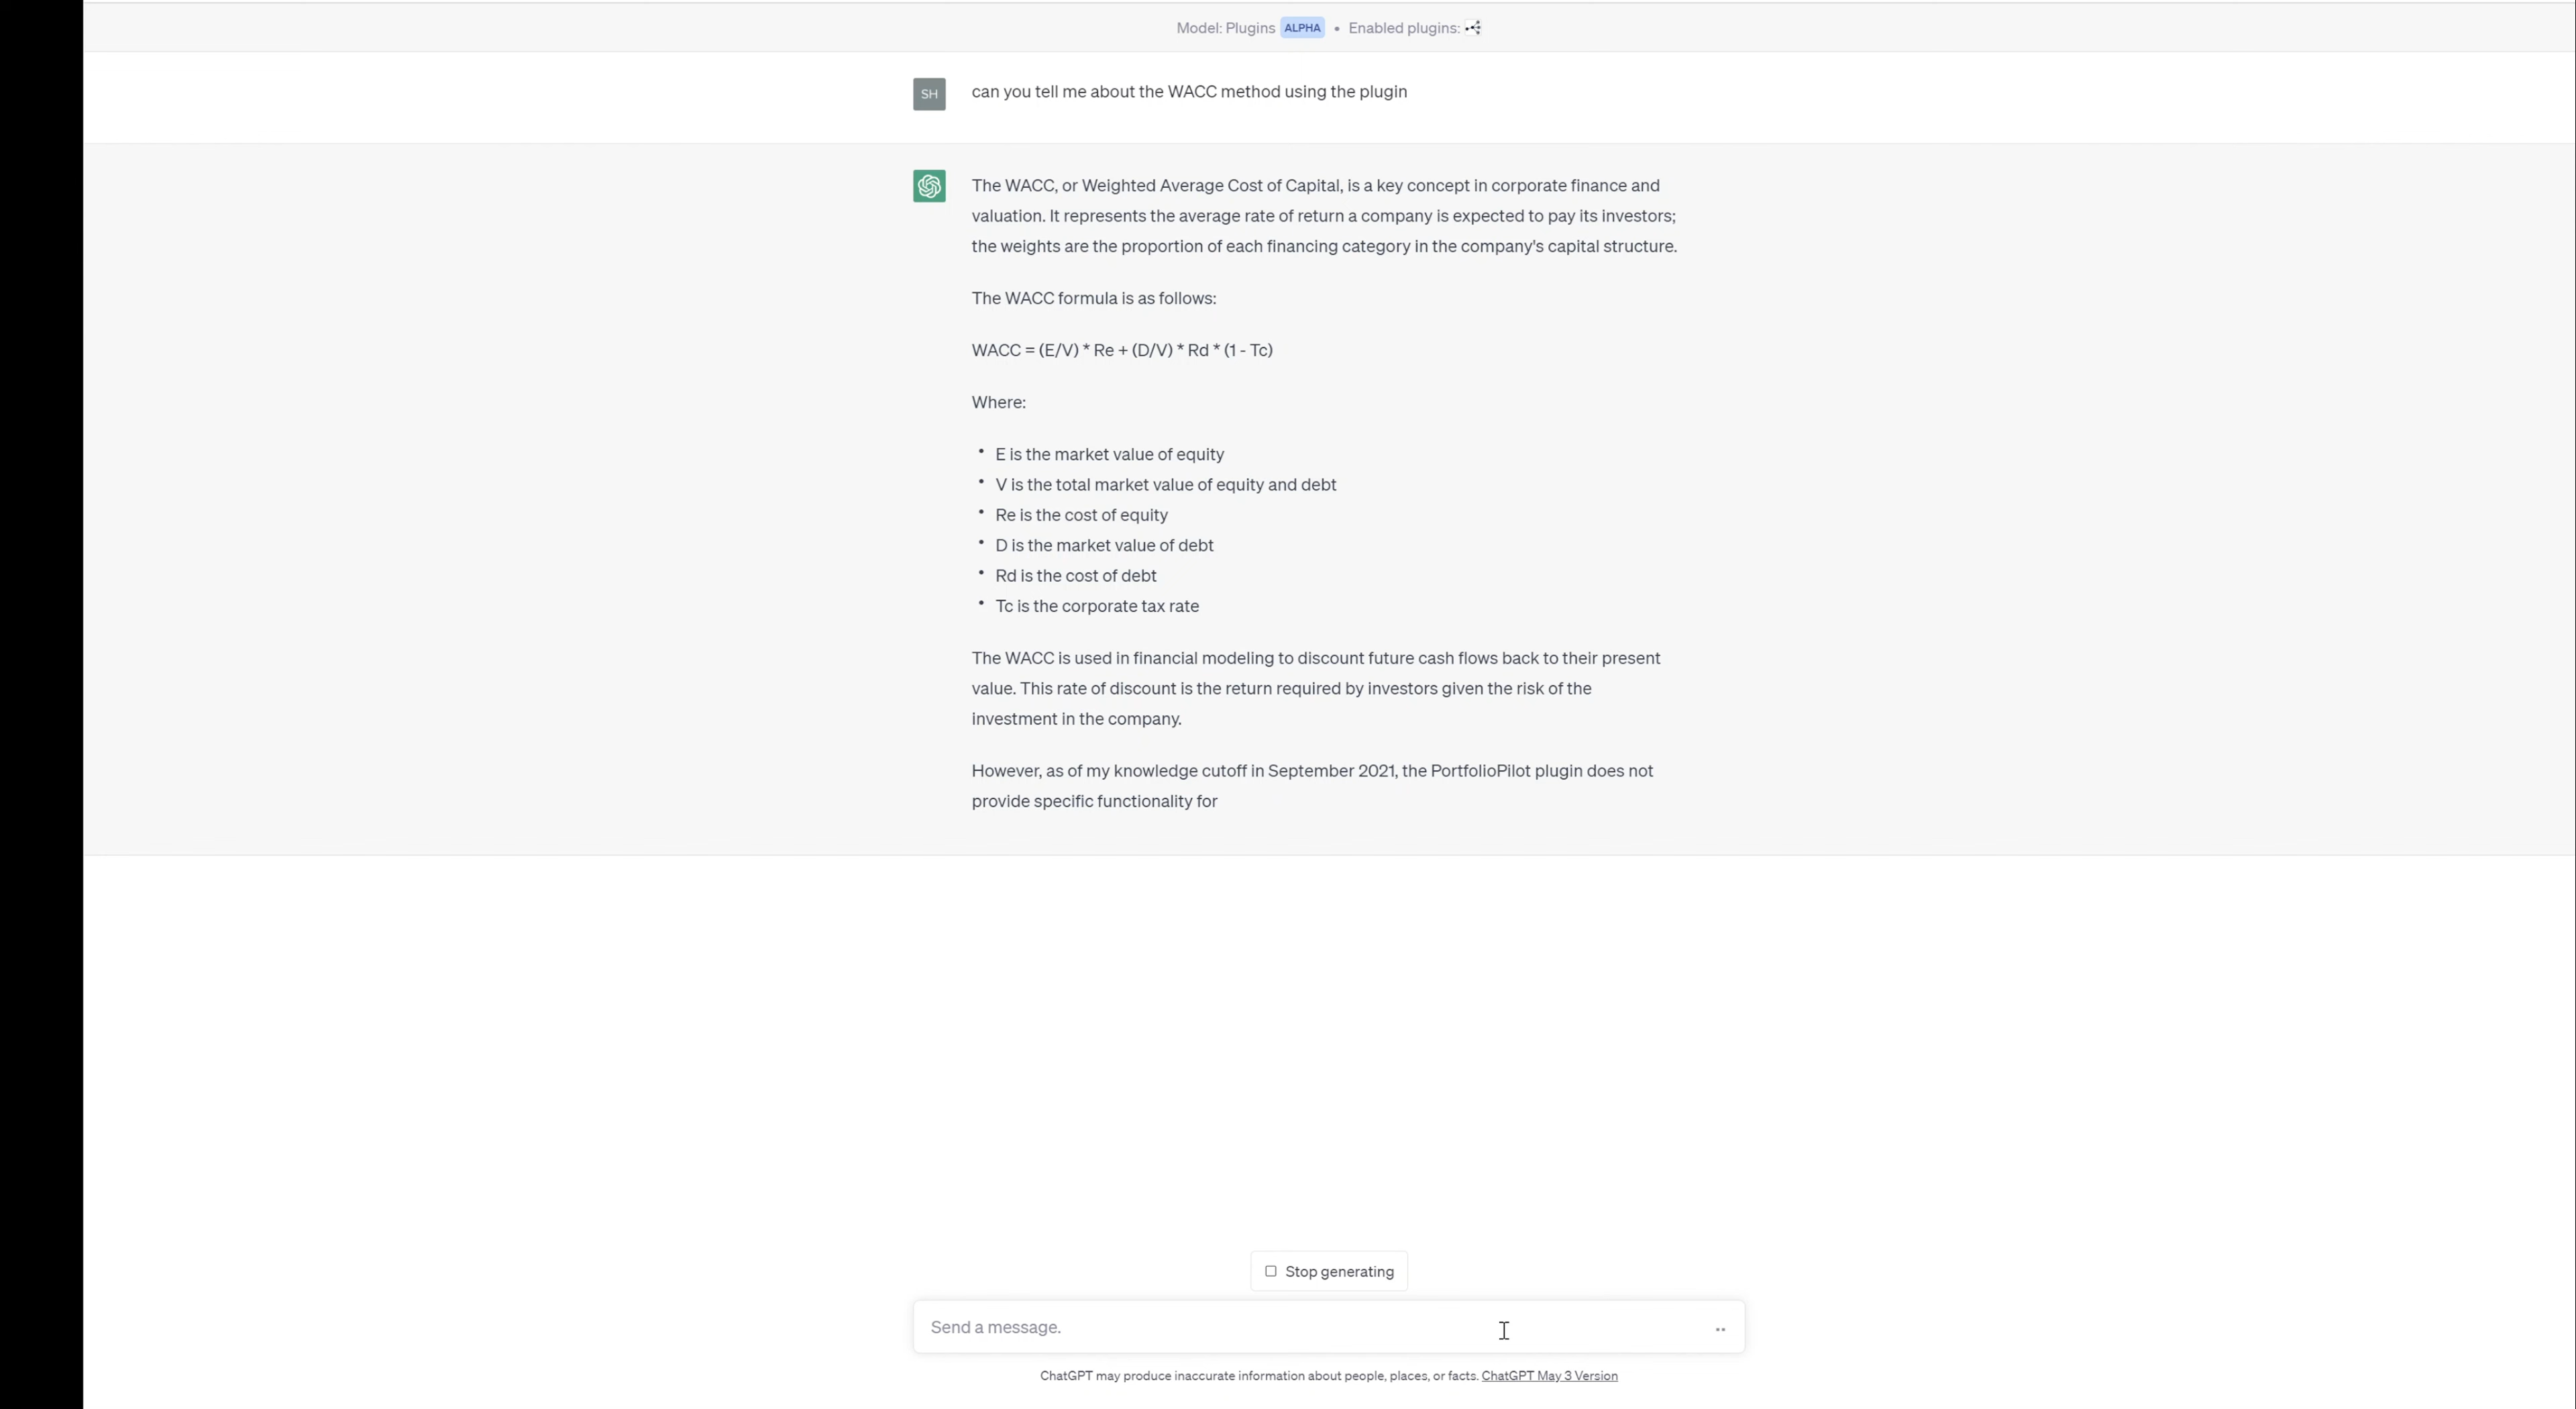 Model: Plugins ALPHA • Enabled plugins:
SH
can you tell me about the WACC method using the plugin
The WACC, or Weighted Average Cost of Capital, is a key concept in corporate finance and
valuation. It represents the average rate of return a company is expected to pay its investors;
the weights are the proportion of each financing category in the company's capital structure.
The WACC formula is as follows:
WACC = (E/V) * Re + (D/V) * Rd * (1 - Tc)
Where:
• E is the market value of equity
• V is the total market value of equity and debt
• Re is the cost of equity
• D is the market value of debt
• Rd is the cost of debt
• Tc is the corporate tax rate
The WACC is used in financial modeling to discount future cash flows back to their present
value. This rate of discount is the return required by investors given the risk of the
investment in the company.
However, as of my knowledge cutoff in September 2021, the PortfolioPilot plugin does not
provide specific functionality for
Stop generating
Send a message.
ChatGPT may produce inaccurate information about people, places, or facts. ChatGPT May 3 Version